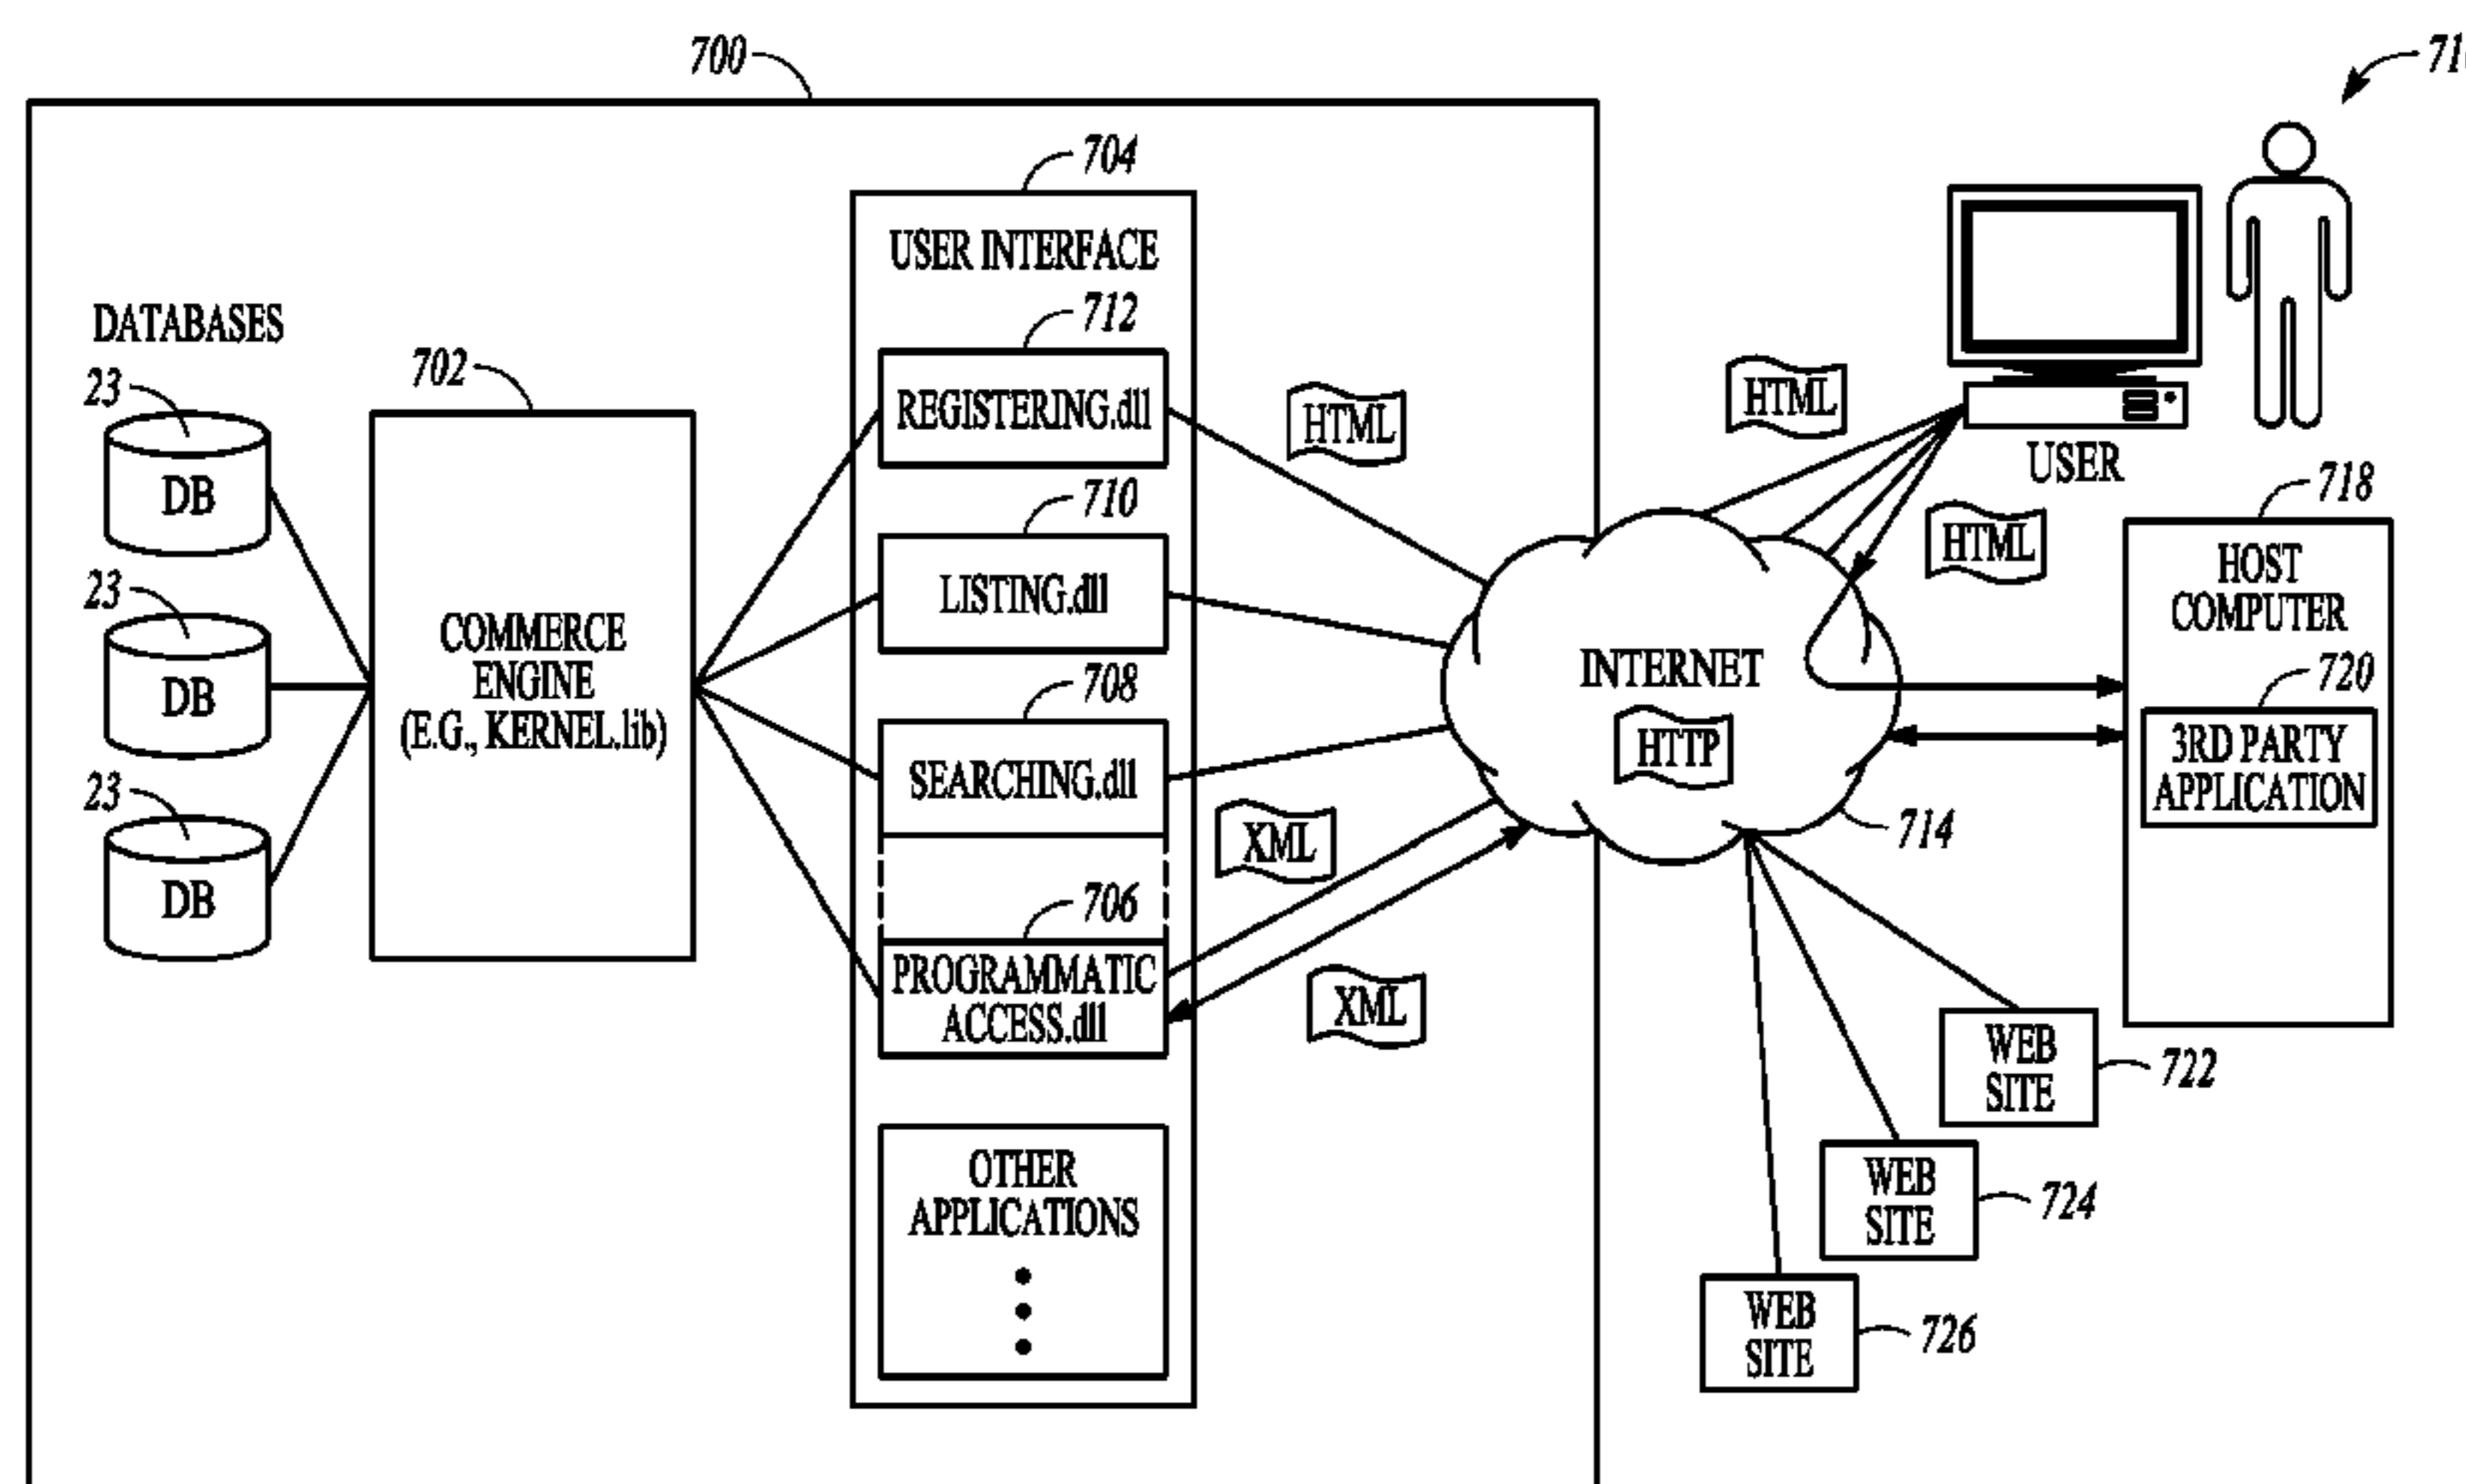 700
71
704
USER INTERFACE
DATABASES
712
702
23
REGISTERING.dll
HTML
HTML
DB
USER
710
718
HTML
HOST
COMPUTER
23
LISTING.dll
COMMERCE
ENGINE
(E.G., KERNEL.lib)
INTERNET
708
720
DB
HTTP
3RD PARTY
APPLICATION
23
SEARCHING.dll
XML
714
DB
706
PROGRAMMATIC
ACCESS.dll
XML
WEB
SITE
722
OTHER
APPLICATIONS
WEB
SITE
724
WEB
SITE
726